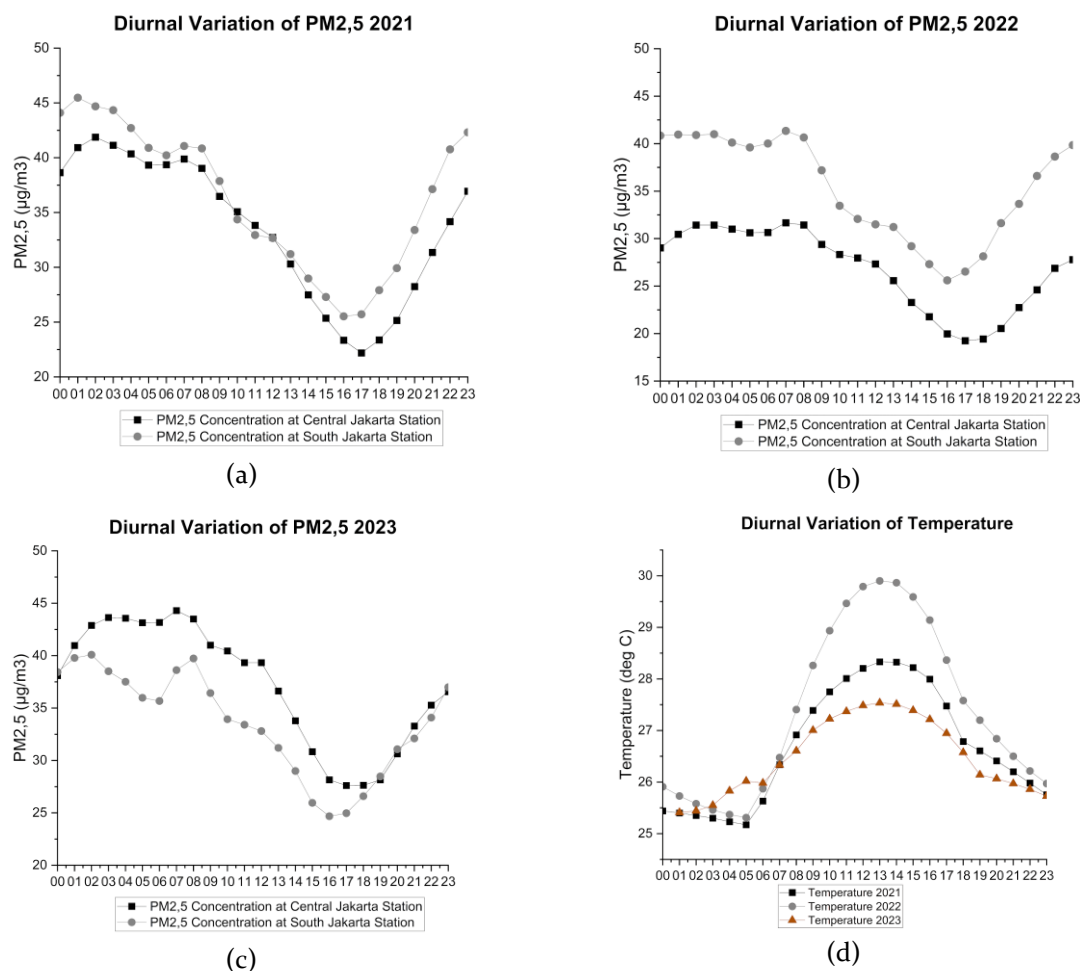 Diurnal Variation of PM2,5 2021
PM2,5 (µg/m3)
50
45
40
35
30
25
20
00 01 02 03 04 05 06 07 08 09 10 11 12 13 14 15 16 17 18 19 20 21 22 23
PM2,5 Concentration at Central Jakarta Station
PM2,5 Concentration at South Jakarta Station
(a)
Diurnal Variation of PM2,5 2022
PM2,5 (µg/m3)
50
45
40
35
30
25
20
15
00 01 02 03 04 05 06 07 08 09 10 11 12 13 14 15 16 17 18 19 20 21 22 23
PM2,5 Concentration at Central Jakarta Station
PM2,5 Concentration at South Jakarta Station
(b)
Diurnal Variation of PM2,5 2023
PM2,5 (µg/m3)
50
45
40
35
30
25
20
00 01 02 03 04 05 06 07 08 09 10 11 12 13 14 15 16 17 18 19 20 21 22 23
PM2,5 Concentration at Central Jakarta Station
PM2,5 Concentration at South Jakarta Station
(c)
Diurnal Variation of Temperature
Temperature (deg C)
30
29
28
27
26
25
00 01 02 03 04 05 06 07 08 09 10 11 12 13 14 15 16 17 18 19 20 21 22 23
Temperature 2021
Temperature 2022
Temperature 2023
(d)